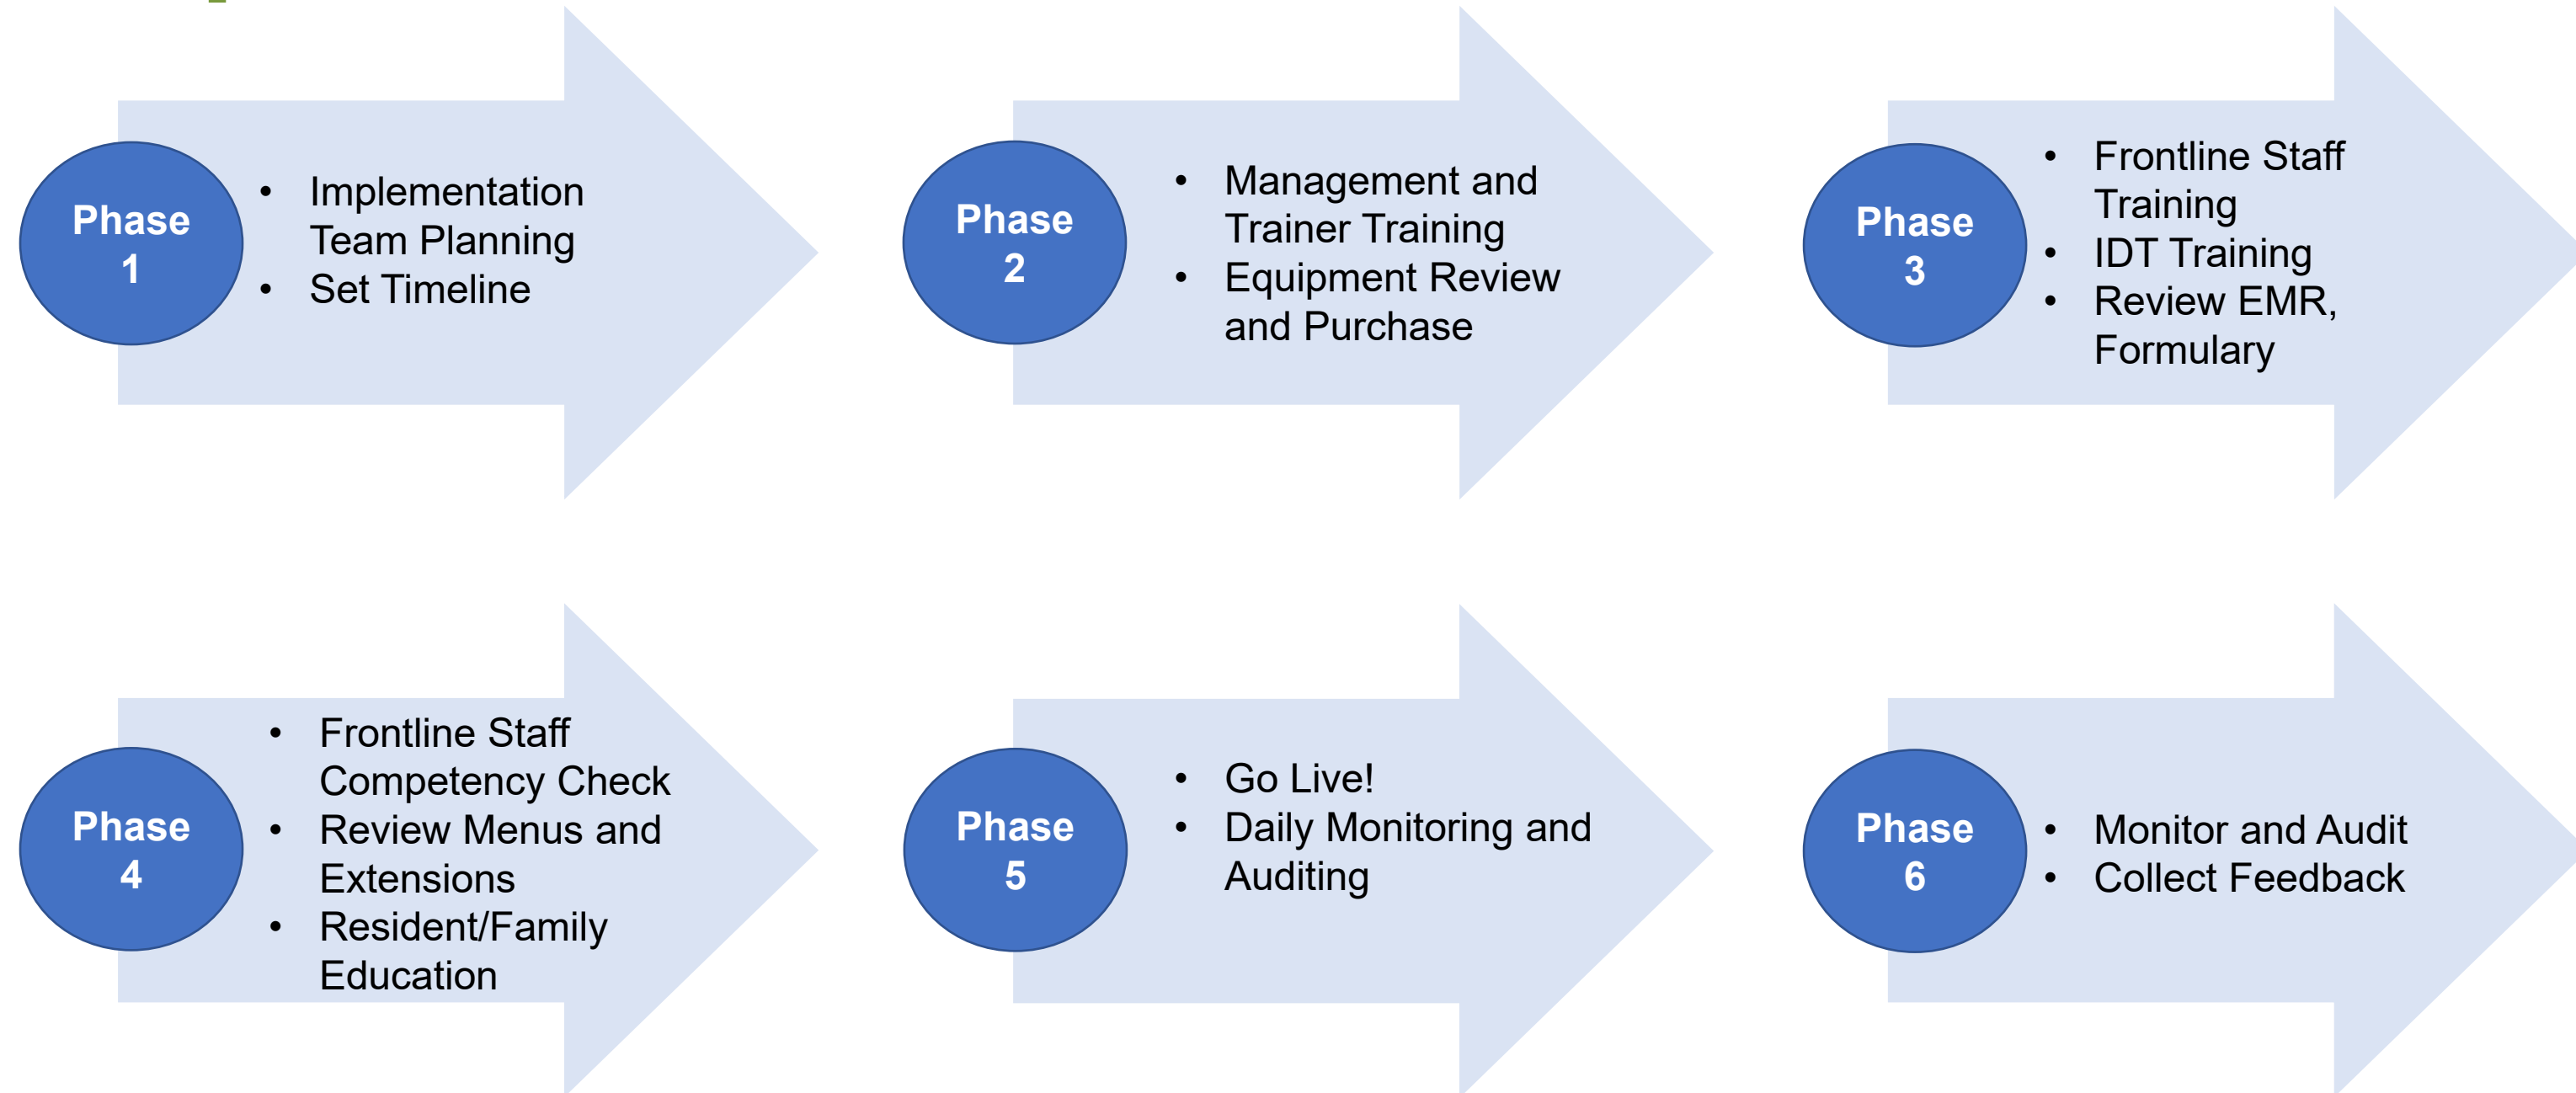 Phase
1
• Implementation
Team Planning
• Set Timeline
Phase
2
• Management and
Trainer Training
• Equipment Review
and Purchase
Phase
3
• Frontline Staff
Training
• IDT Training
• Review EMR,
Formulary
Phase
4
• Frontline Staff
Competency Check
• Review Menus and
Extensions
• Resident/Family
Education
Phase
5
• Go Live!
• Daily Monitoring and
Auditing
Phase
6
• Monitor and Audit
• Collect Feedback